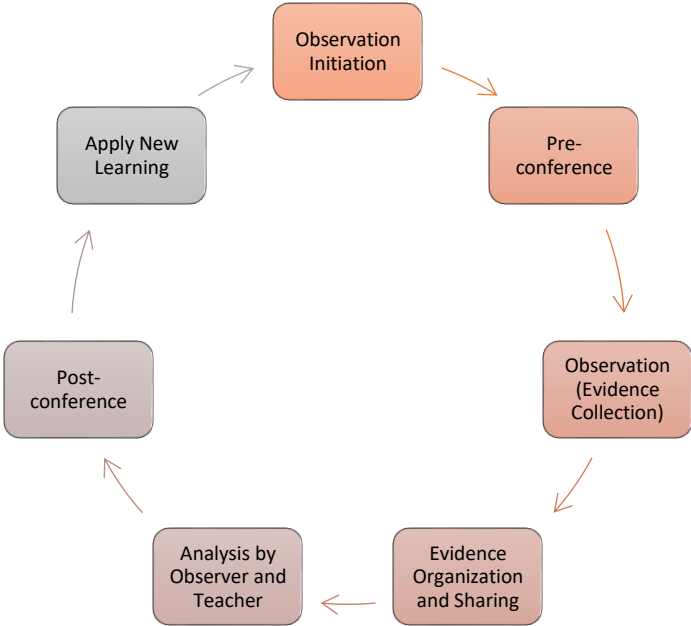 Observation
Initiation
Pre-
conference
Observation
(Evidence
Collection)
Evidence
Organization
and Sharing
Analysis by
Observer and
Teacher
Post-
conference
Apply New
Learning